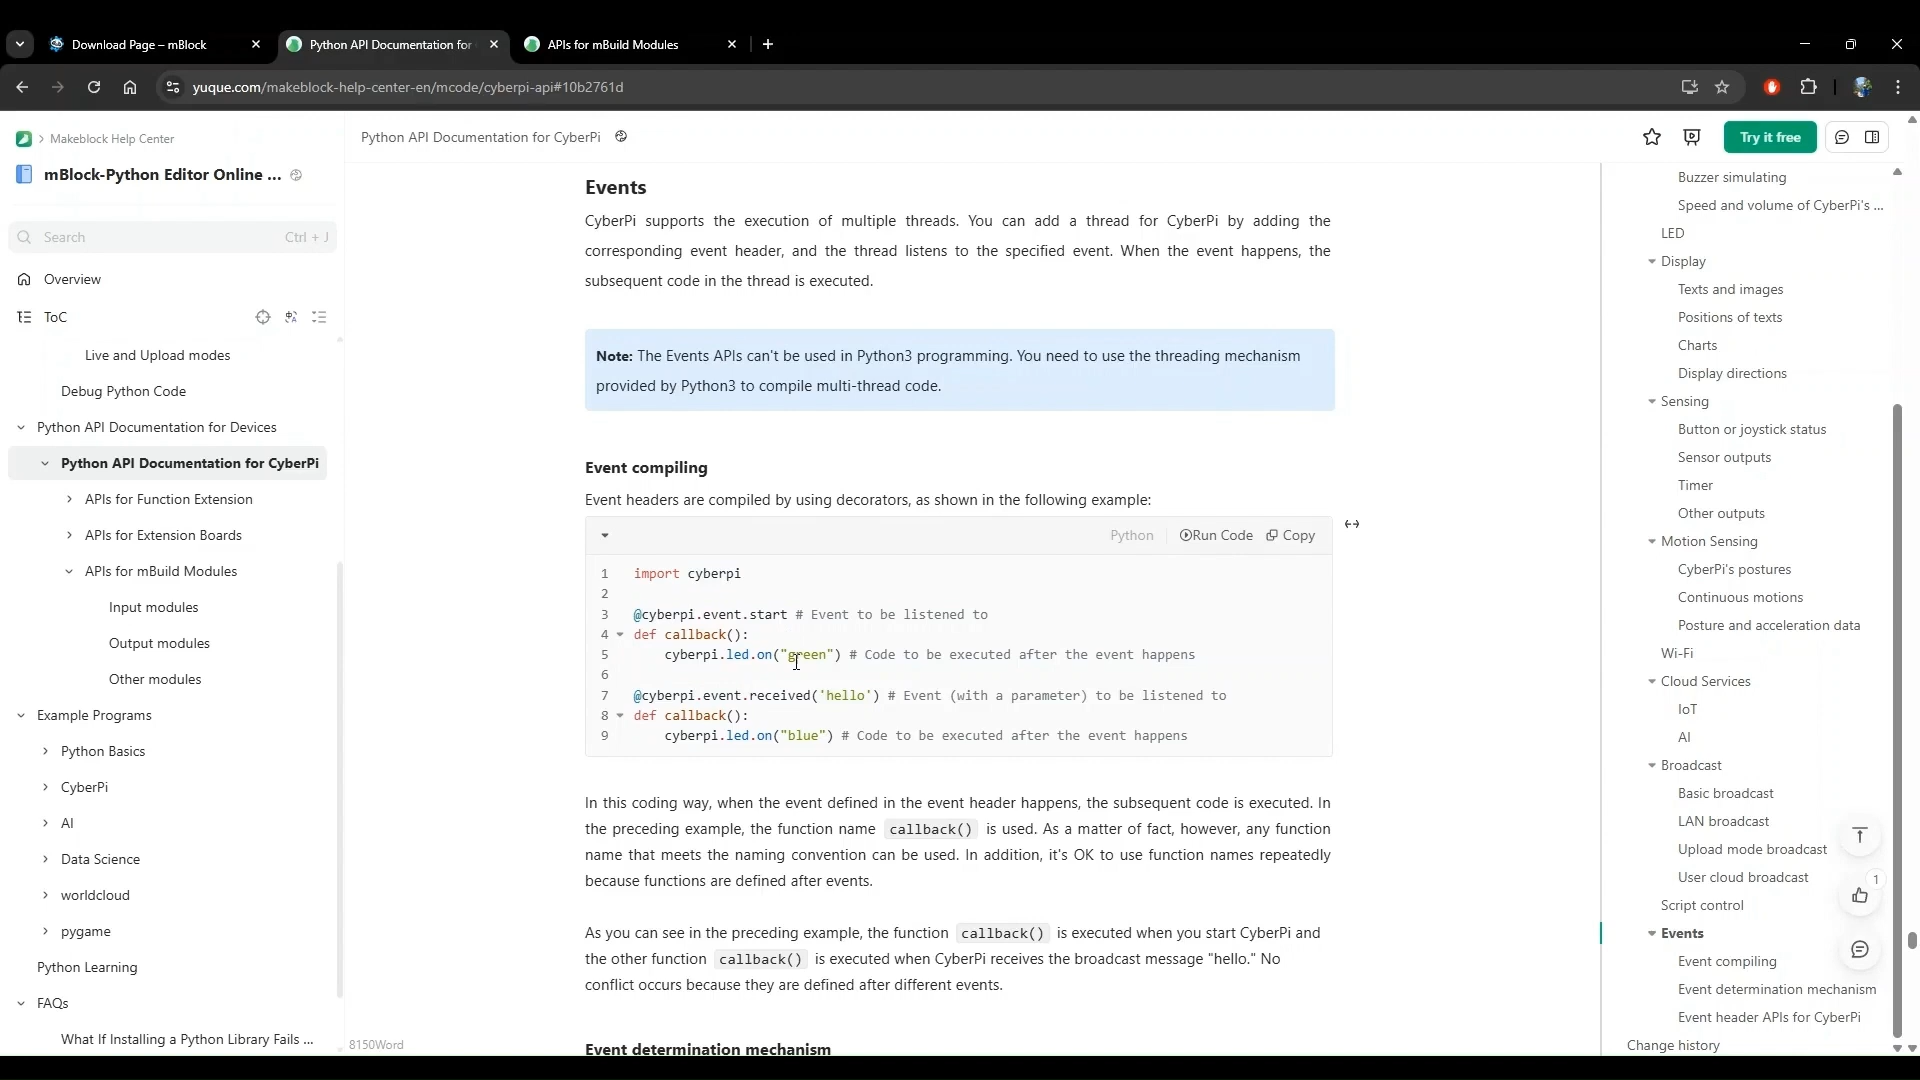 Download Page – mBlock
Python API Documentation for
APIs for mBuild Modules
yuque.com/makeblock-help-center-en/mcode/cyberpi-api#10b2761d
Makeblock Help Center
mBlock-Python Editor Online ...
Search
Ctrl + J
Overview
ToC
Live and Upload modes
Debug Python Code
Python API Documentation for Devices
Python API Documentation for CyberPi
APIs for Function Extension
APIs for Extension Boards
APIs for mBuild Modules
Input modules
Output modules
Other modules
Example Programs
Python Basics
CyberPi
AI
Data Science
worldcloud
pygame
Python Learning
FAQs
What If Installing a Python Library Fails ...
Python API Documentation for CyberPi
Try it free
Events
CyberPi supports the execution of multiple threads. You can add a thread for CyberPi by adding the
corresponding event header, and the thread listens to the specified event. When the event happens, the
subsequent code in the thread is executed.
Note: The Events APIs can't be used in Python3 programming. You need to use the threading mechanism
provided by Python3 to compile multi-thread code.
Event compiling
Event headers are compiled by using decorators, as shown in the following example:
Python
Run Code
Copy
1 import cyberpi
2
3 @cyberpi.event.start # Event to be listened to
4 def callback():
5     cyberpi.led.on("green") # Code to be executed after the event happens
6
7 @cyberpi.event.received('hello') # Event (with a parameter) to be listened to
8 def callback():
9     cyberpi.led.on("blue") # Code to be executed after the event happens
In this coding way, when the event defined in the event header happens, the subsequent code is executed. In
the preceding example, the function name callback() is used. As a matter of fact, however, any function
name that meets the naming convention can be used. In addition, it's OK to use function names repeatedly
because functions are defined after events.
As you can see in the preceding example, the function callback() is executed when you start CyberPi and
the other function callback() is executed when CyberPi receives the broadcast message "hello." No
conflict occurs because they are defined after different events.
Event determination mechanism
8150Word
Buzzer simulating
Speed and volume of CyberPi's ...
LED
Display
Texts and images
Positions of texts
Charts
Display directions
Sensing
Button or joystick status
Sensor outputs
Timer
Other outputs
Motion Sensing
CyberPi's postures
Continuous motions
Posture and acceleration data
Wi-Fi
Cloud Services
IoT
AI
Broadcast
Basic broadcast
LAN broadcast
Upload mode broadcast
User cloud broadcast
Script control
Events
Event compiling
Event determination mechanism
Event header APIs for CyberPi
Change history
1